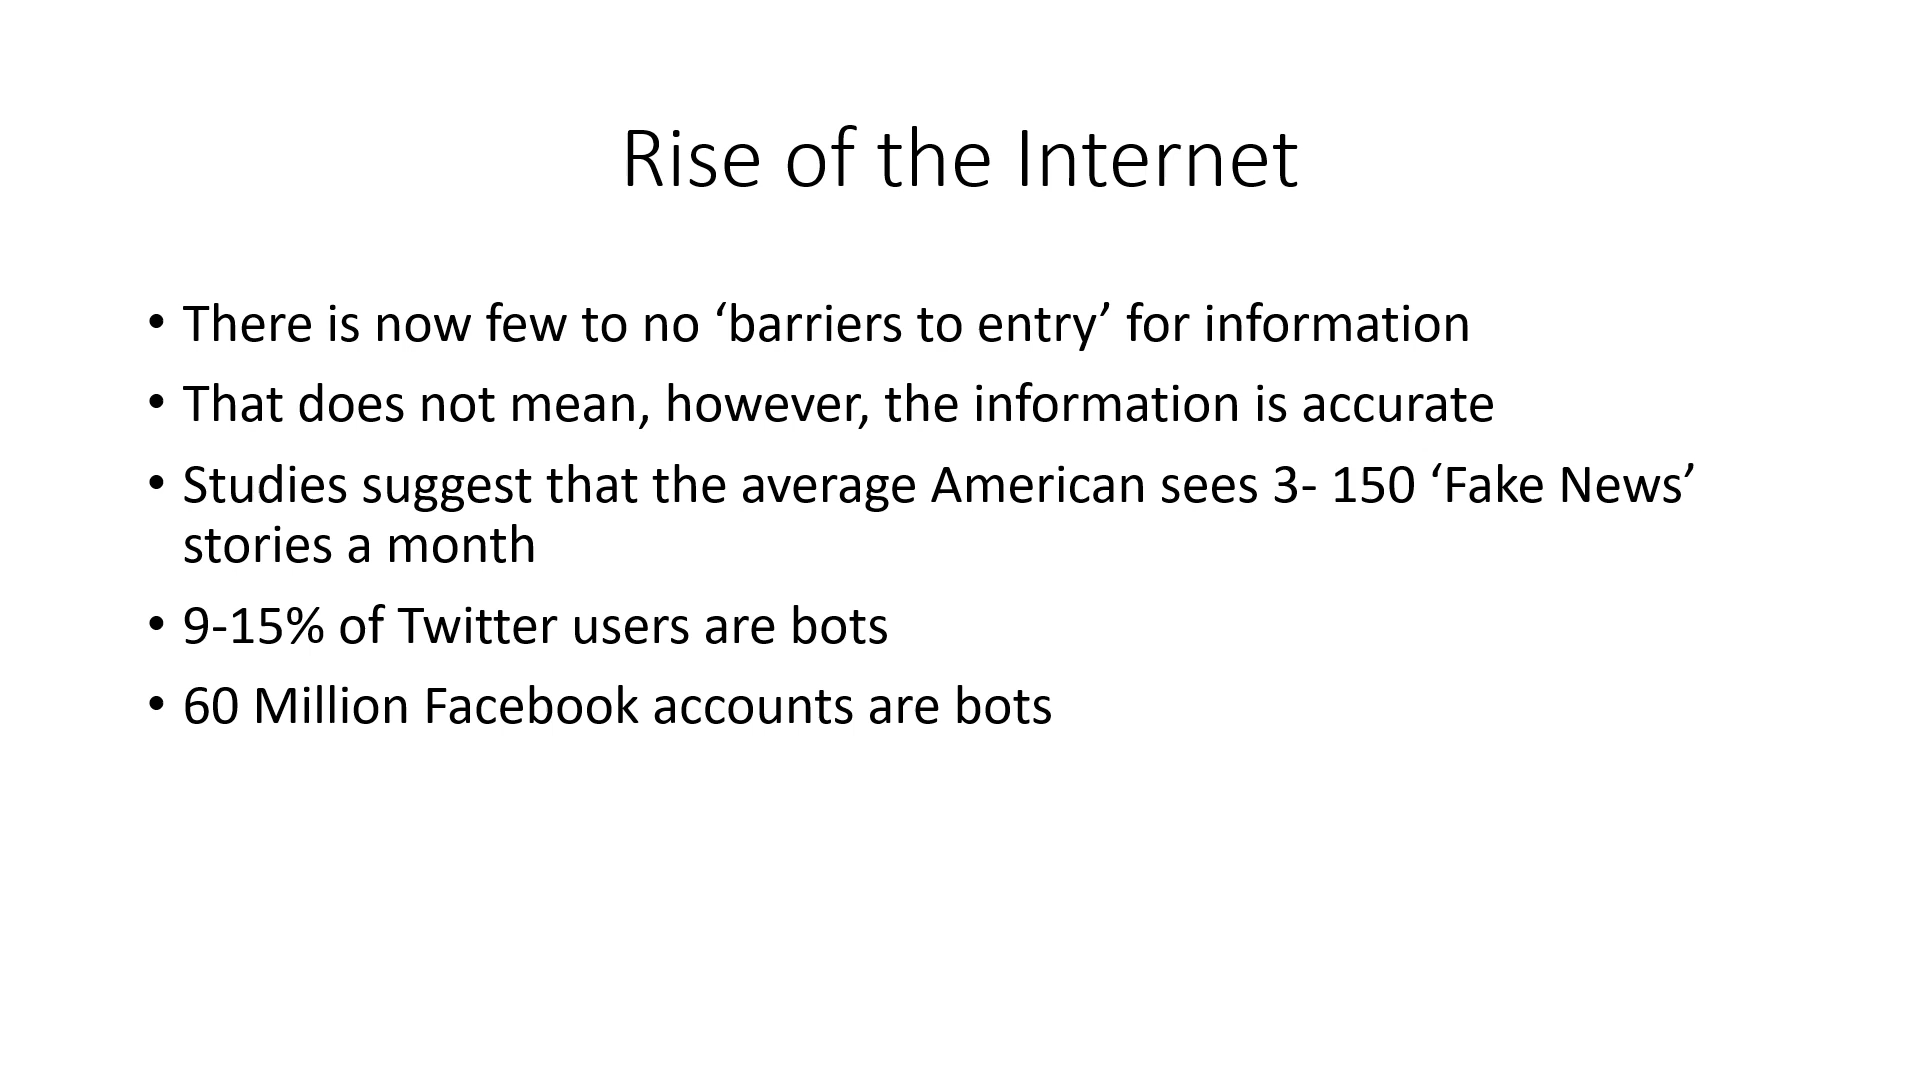 Rise of the Internet
• There is now few to no ‘barriers to entry’ for information
• That does not mean, however, the information is accurate
• Studies suggest that the average American sees 3- 150 ‘Fake News’
stories a month
• 9-15% of Twitter users are bots
• 60 Million Facebook accounts are bots